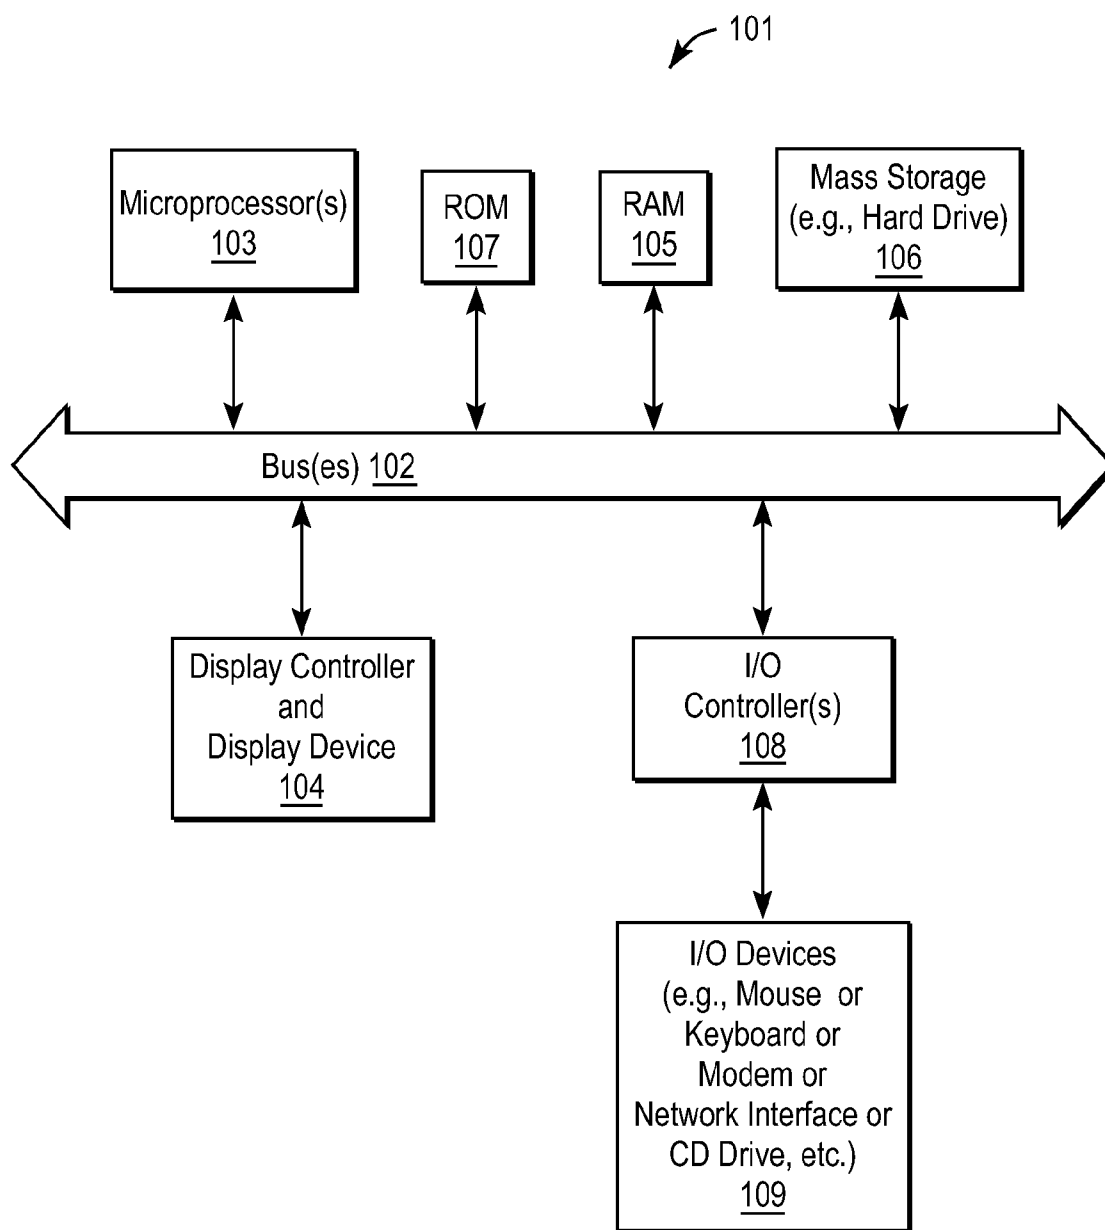 101
Microprocessor(s)
103
ROM
107
RAM
105
Mass Storage
(e.g., Hard Drive)
106
Bus(es) 102
Display Controller
and
Display Device
104
I/O
Controller(s)
108
I/O Devices
(e.g., Mouse or
Keyboard or
Modem or
Network Interface or
CD Drive, etc.)
109